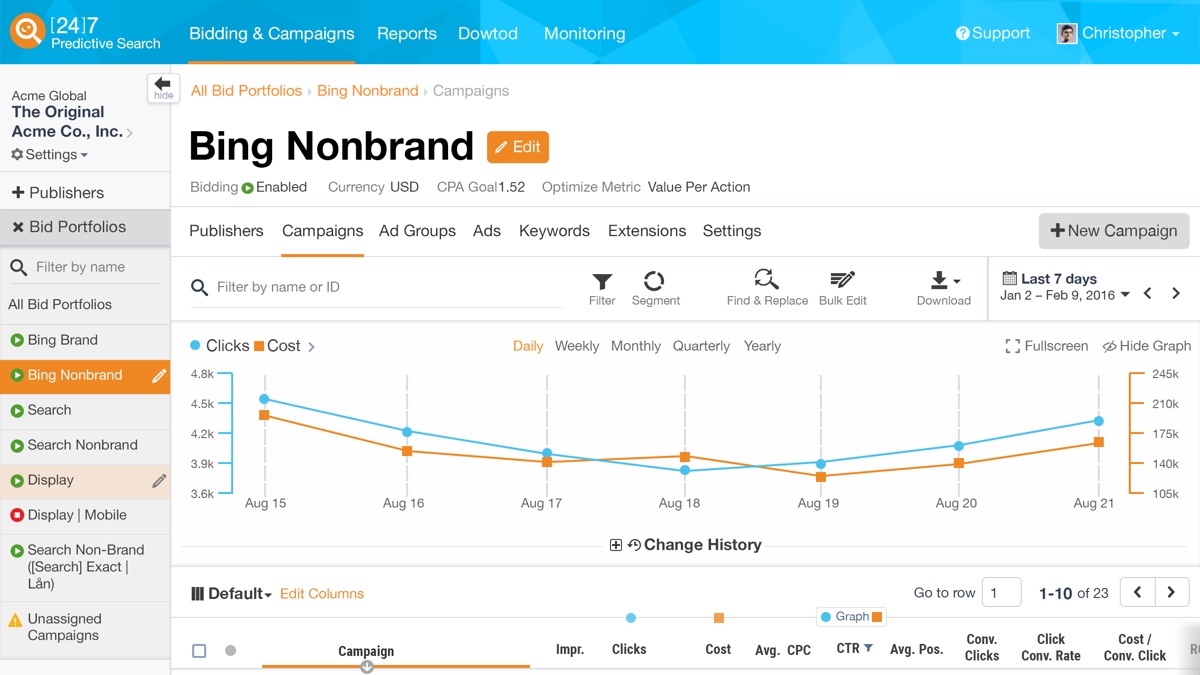 [24]7
Predictive Search
Bidding & Campaigns Reports Dowtod Monitoring
Support Christopher
hide
Acme Global
The Original
Acme Co., Inc.
Settings
Publishers
Bid Portfolios
Filter by name
All Bid Portfolios
Bing Brand
Bing Nonbrand
Search
Search Nonbrand
Display
Display | Mobile
Search Non-Brand
([Search] Exact |
Lån)
Unassigned
Campaigns
All Bid Portfolios › Bing Nonbrand › Campaigns
Bing Nonbrand Edit
Bidding Enabled Currency USD CPA Goal1.52 Optimize Metric Value Per Action
Publishers Campaigns Ad Groups Ads Keywords Extensions Settings
New Campaign
Filter by name or ID
Filter Segment Find & Replace Bulk Edit Download
Last 7 days
Jan 2 – Feb 9, 2016
Clicks Cost
Daily Weekly Monthly Quarterly Yearly
Fullscreen Hide Graph
4.8k 245k
4.5k 210k
4.2k 175k
3.9k 140k
3.6k 105k
Aug 15 Aug 16 Aug 17 Aug 18 Aug 19 Aug 20 Aug 21
Change History
Default Edit Columns
Go to row 1 1-10 of 23
Graph
Campaign Impr. Clicks Cost Avg. CPC CTR Avg. Pos.
Conv.
Clicks
Click
Conv. Rate
Cost /
Conv. Click